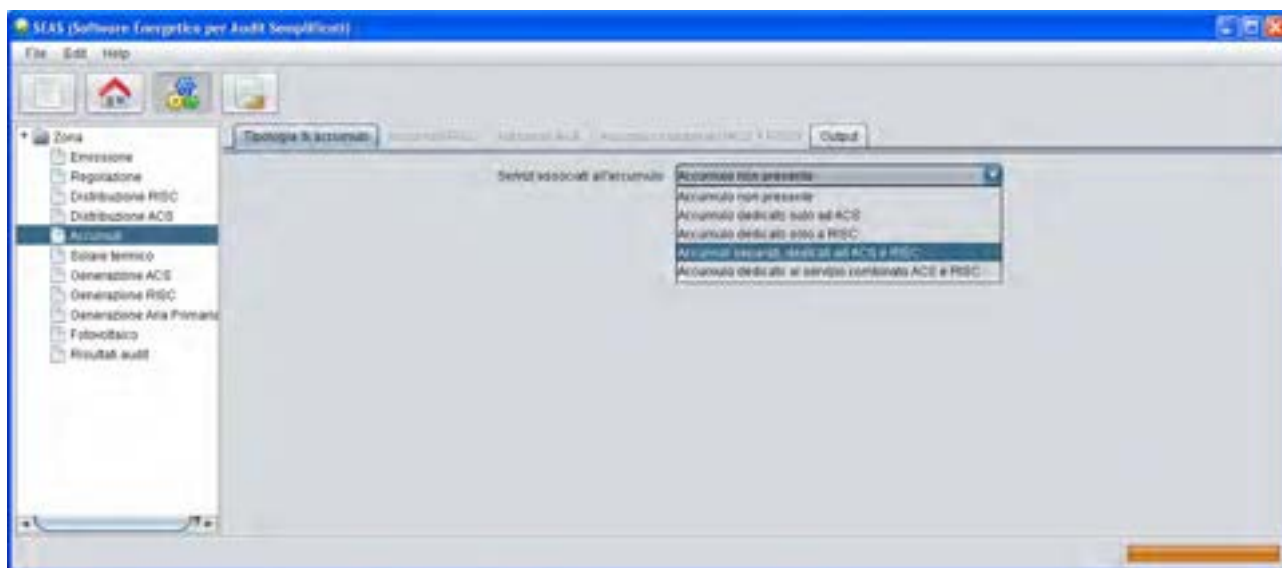 SEAS (Software Energetico per Audit Semplificati)
File Edit Help
Tipologia di accumulo
Output
Servizi associati all'accumulo
Accumulo non presente
Accumulo non presente
Accumulo dedicato solo ad ACS
Accumulo dedicato solo a RISC
Accumuli separati, dedicati ad ACS e RISC
Accumulo dedicato al servizio combinato ACS e RISC
Zona
Emissione
Regolazione
Distribuzione RISC
Distribuzione ACS
Accumuli
Solare termico
Generazione ACS
Generazione RISC
Generazione Aria Primaria
Fotovoltaico
Risultati audit